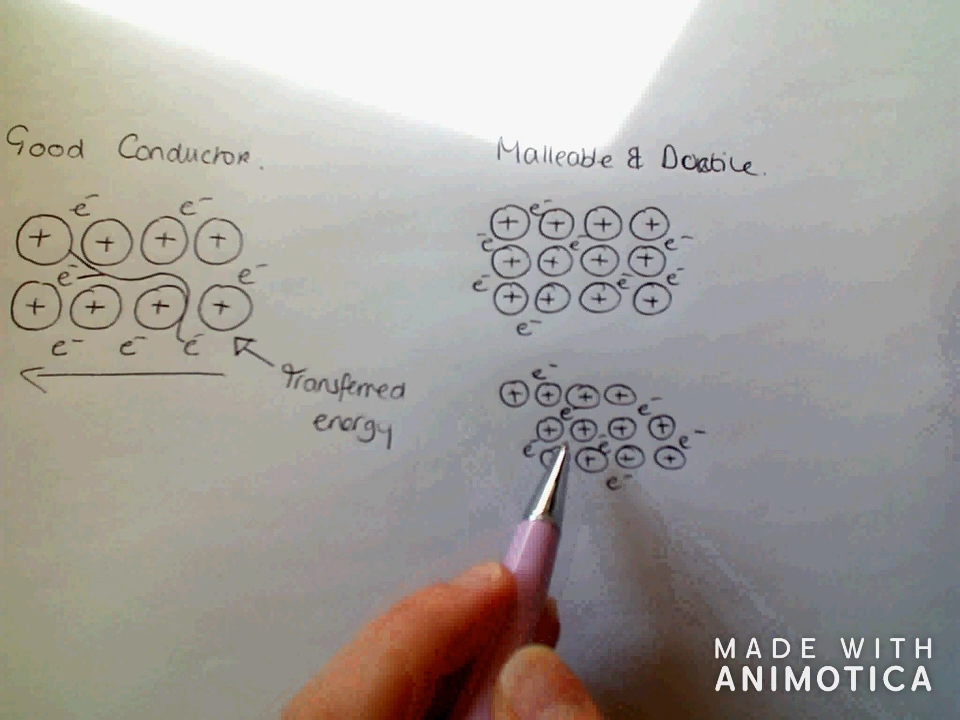 Good Conductor.
e⁻ e⁻
+ + + +
e⁻ e⁻
+ + + +
e⁻ e⁻ e⁻
Transferred
energy
Malleable & Ductile.
e⁻
+ + + +
e⁻ e⁻ e⁻
+ + + +
e⁻ e⁻ e⁻
+ + + +
e⁻
e⁻
+ + + +
e⁻ e⁻
+ + + +
e⁻ e⁻ e⁻
+ + +
e⁻
MADE WITH
ANIMOTICA